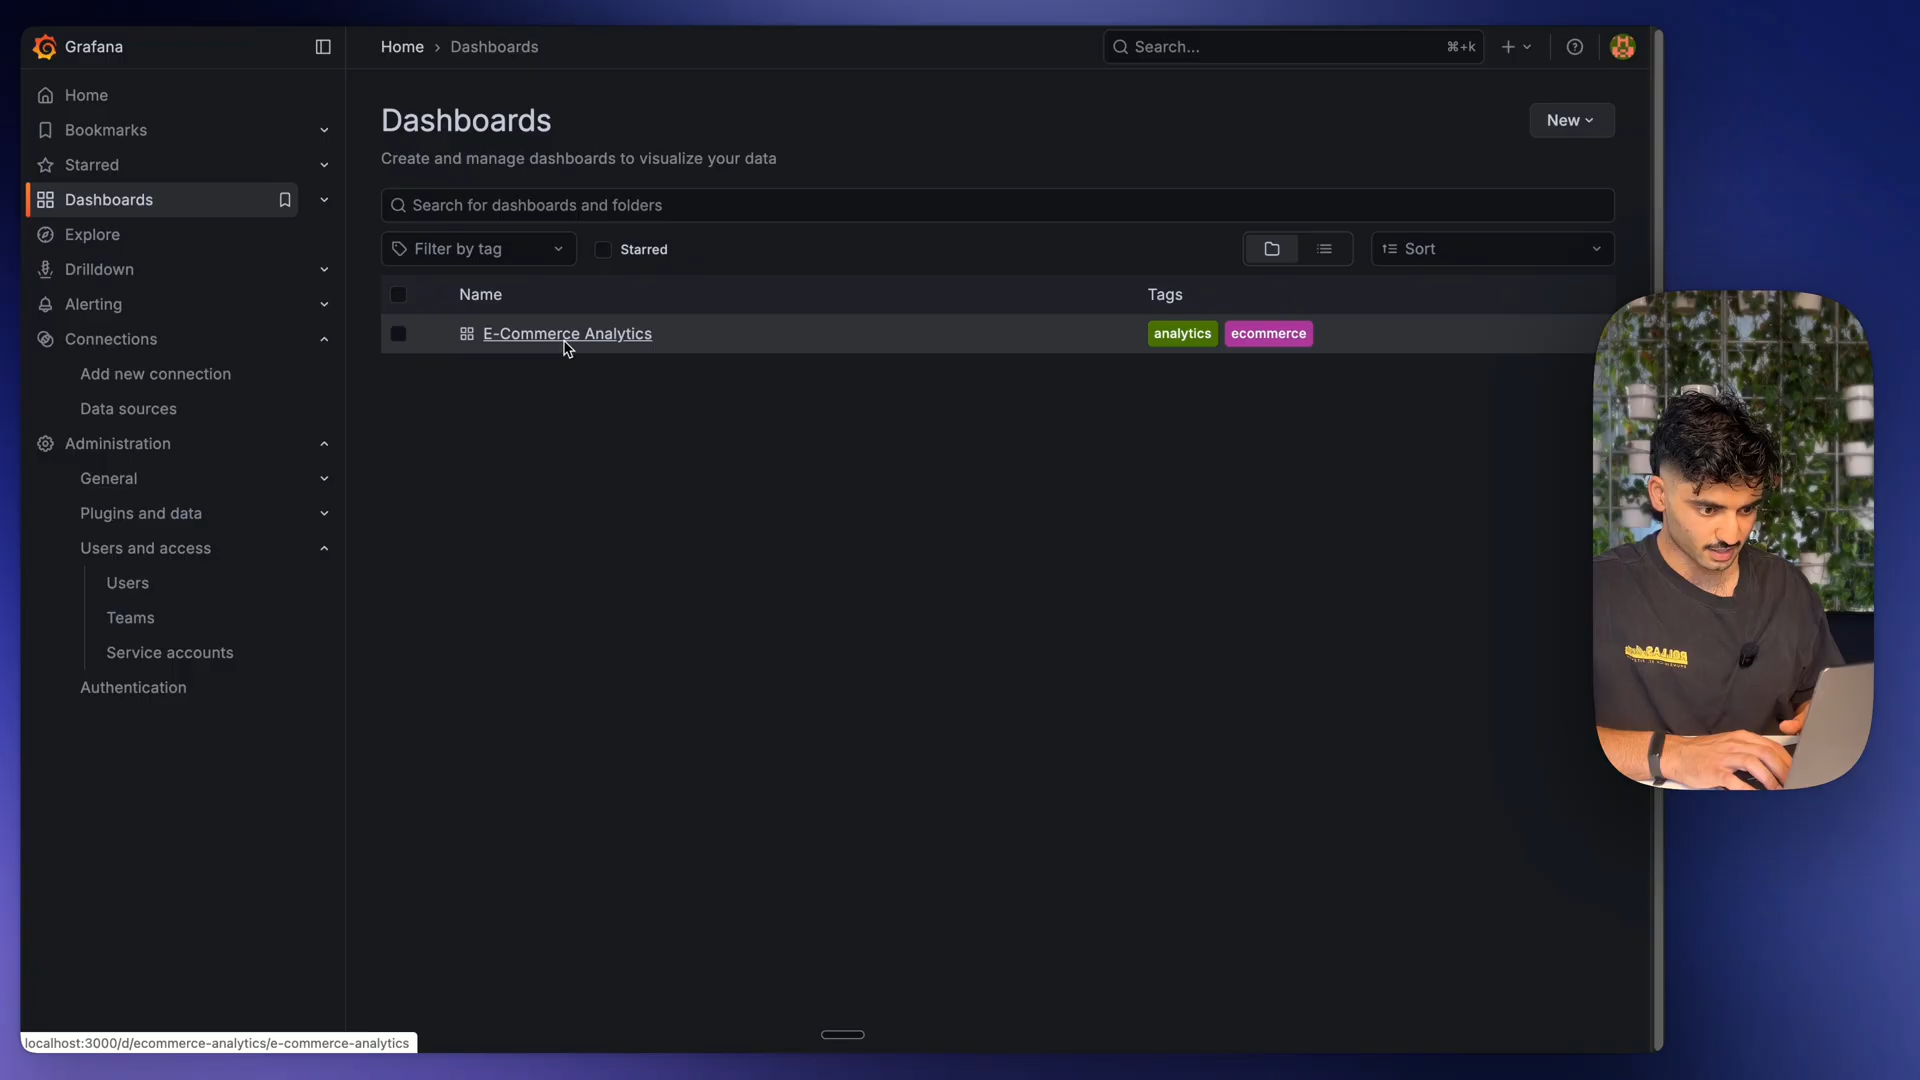 Grafana
Home › Dashboards
Search...
⌘+k
Home
Bookmarks
Starred
Dashboards
Explore
Drilldown
Alerting
Connections
Add new connection
Data sources
Administration
General
Plugins and data
Users and access
Users
Teams
Service accounts
Authentication
Dashboards
New
Create and manage dashboards to visualize your data
Search for dashboards and folders
Filter by tag
Starred
Sort
Name
Tags
E-Commerce Analytics
analytics
ecommerce
localhost:3000/d/ecommerce-analytics/e-commerce-analytics